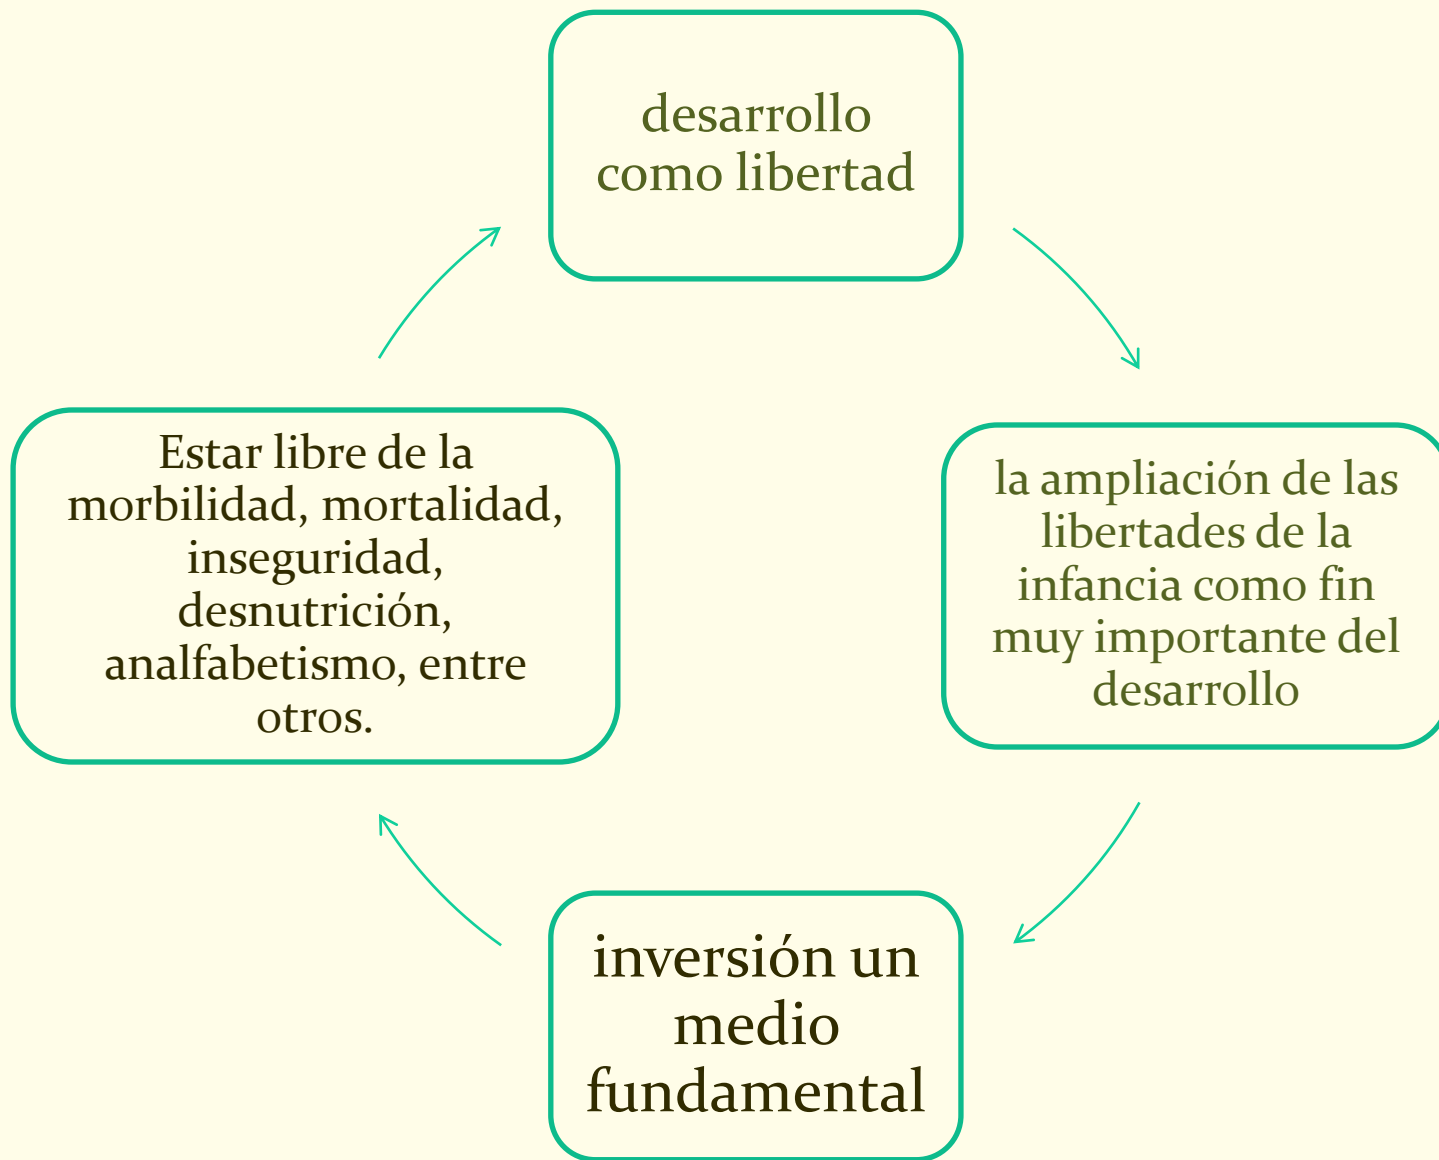 desarrollo
como libertad
la ampliación de las
libertades de la
infancia como fin
muy importante del
desarrollo
inversión un
medio
fundamental
Estar libre de la
morbilidad, mortalidad,
inseguridad,
desnutrición,
analfabetismo, entre
otros.